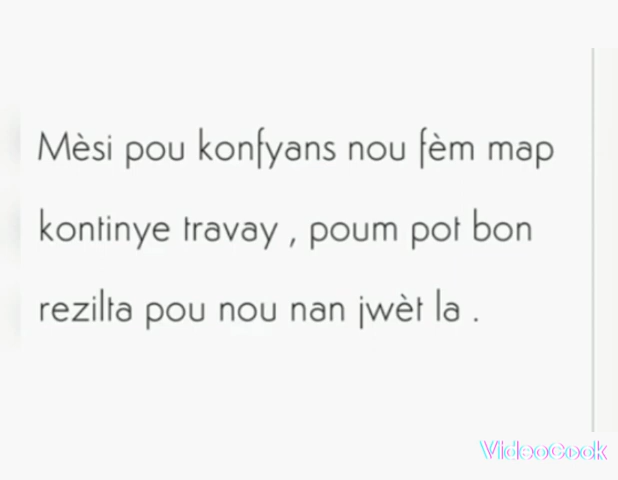 Mèsi pou konfyans nou fèm map
kontinye travay , poum pot bon
rezilta pou nou nan jwèt la .
VideoCook